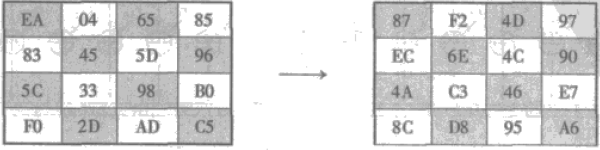 EA 04 65 85 87 F2 4D 97
83 45 5D 96 EC 6E 4C 90
5C 33 98 B0 4A C3 46 E7
F0 2D AD C5 8C D8 95 A6